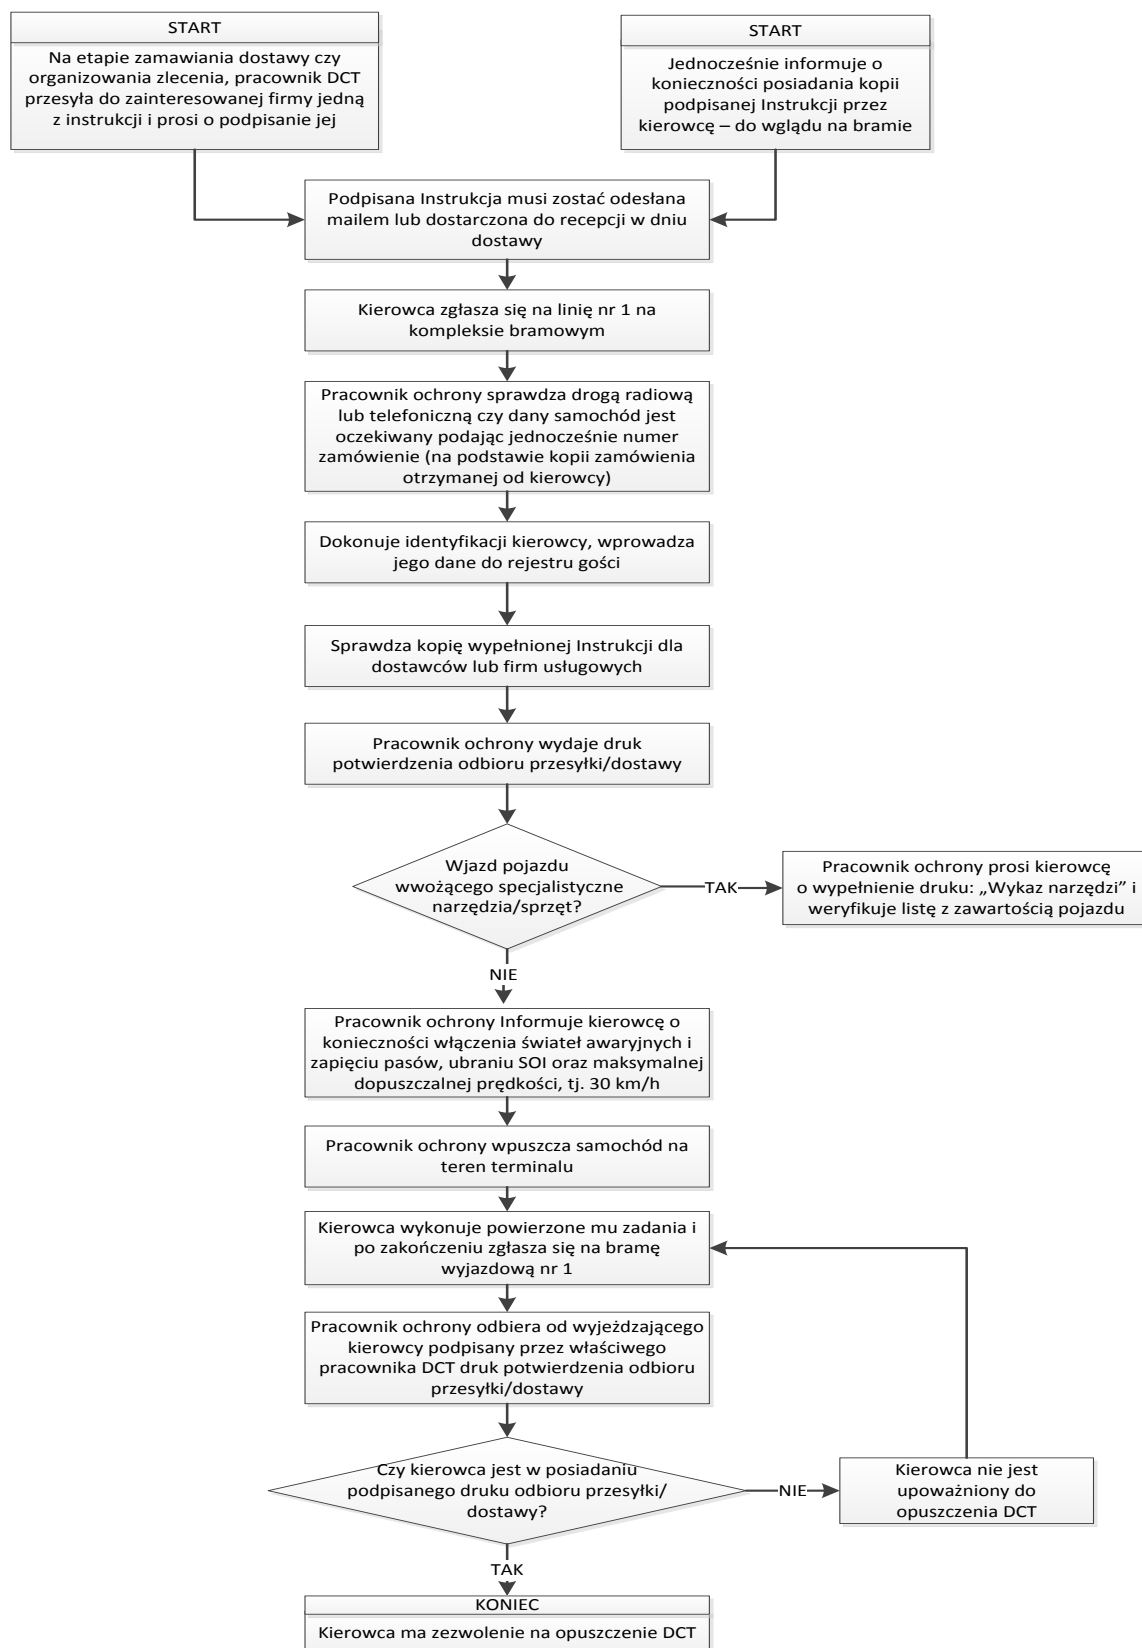 START
Na etapie zamawiania dostawy czy
organizowania zlecenia, pracownik DCT
przesyła do zainteresowanej firmy jedną
z instrukcji i prosi o podpisanie jej
START
Jednocześnie informuje o
konieczności posiadania kopii
podpisanej Instrukcji przez
kierowcę – do wglądu na bramie
Podpisana Instrukcja musi zostać odesłana
mailem lub dostarczona do recepcji w dniu
dostawy
Kierowca zgłasza się na linię nr 1 na
kompleksie bramowym
Pracownik ochrony sprawdza drogą radiową
lub telefoniczną czy dany samochód jest
oczekiwany podając jednocześnie numer
zamówienie (na podstawie kopii zamówienia
otrzymanej od kierowcy)
Dokonuje identyfikacji kierowcy, wprowadza
jego dane do rejestru gości
Sprawdza kopię wypełnionej Instrukcji dla
dostawców lub firm usługowych
Pracownik ochrony wydaje druk
potwierdzenia odbioru przesyłki/dostawy
Wjazd pojazdu
wwożącego specjalistyczne
narzędzia/sprzęt?
TAK
Pracownik ochrony prosi kierowcę
o wypełnienie druku: „Wykaz narzędzi” i
weryfikuje listę z zawartością pojazdu
NIE
Pracownik ochrony Informuje kierowcę o
konieczności włączenia świateł awaryjnych i
zapięciu pasów, ubraniu SOI oraz maksymalnej
dopuszczalnej prędkości, tj. 30 km/h
Pracownik ochrony wpuszcza samochód na
teren terminalu
Kierowca wykonuje powierzone mu zadania i
po zakończeniu zgłasza się na bramę
wyjazdową nr 1
Pracownik ochrony odbiera od wyjeżdzającego
kierowcy podpisany przez właściwego
pracownika DCT druk potwierdzenia odbioru
przesyłki/dostawy
Czy kierowca jest w posiadaniu
podpisanego druku odbioru przesyłki/
dostawy?
NIE
Kierowca nie jest
upoważniony do
opuszczenia DCT
TAK
KONIEC
Kierowca ma zezwolenie na opuszczenie DCT